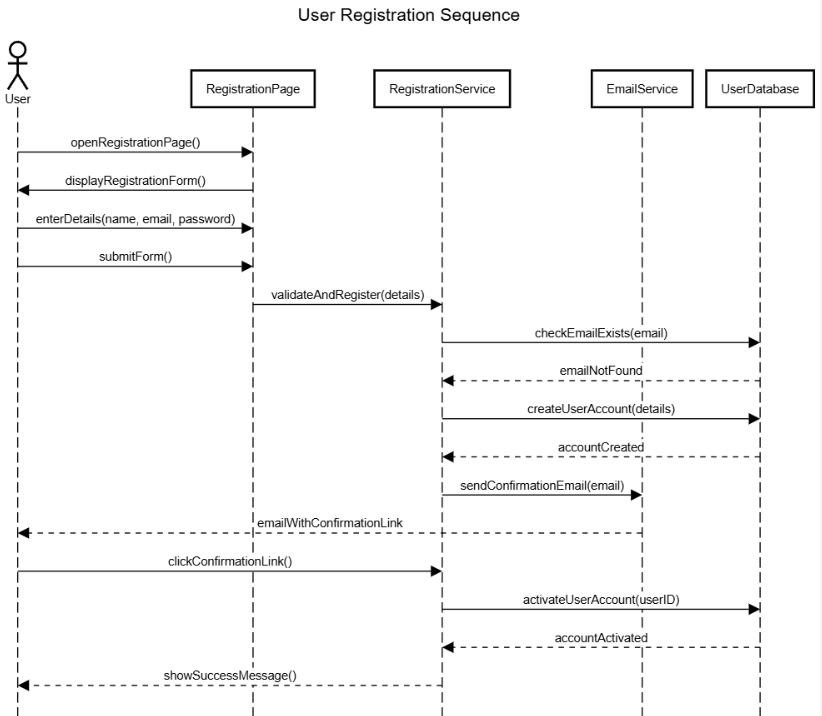 User Registration Sequence
User
RegistrationPage
RegistrationService
EmailService
UserDatabase
openRegistrationPage()
displayRegistrationForm()
enterDetails(name, email, password)
submitForm()
validateAndRegister(details)
checkEmailExists(email)
emailNotFound
createUserAccount(details)
accountCreated
sendConfirmationEmail(email)
emailWithConfirmationLink
clickConfirmationLink()
activateUserAccount(userID)
accountActivated
showSuccessMessage()